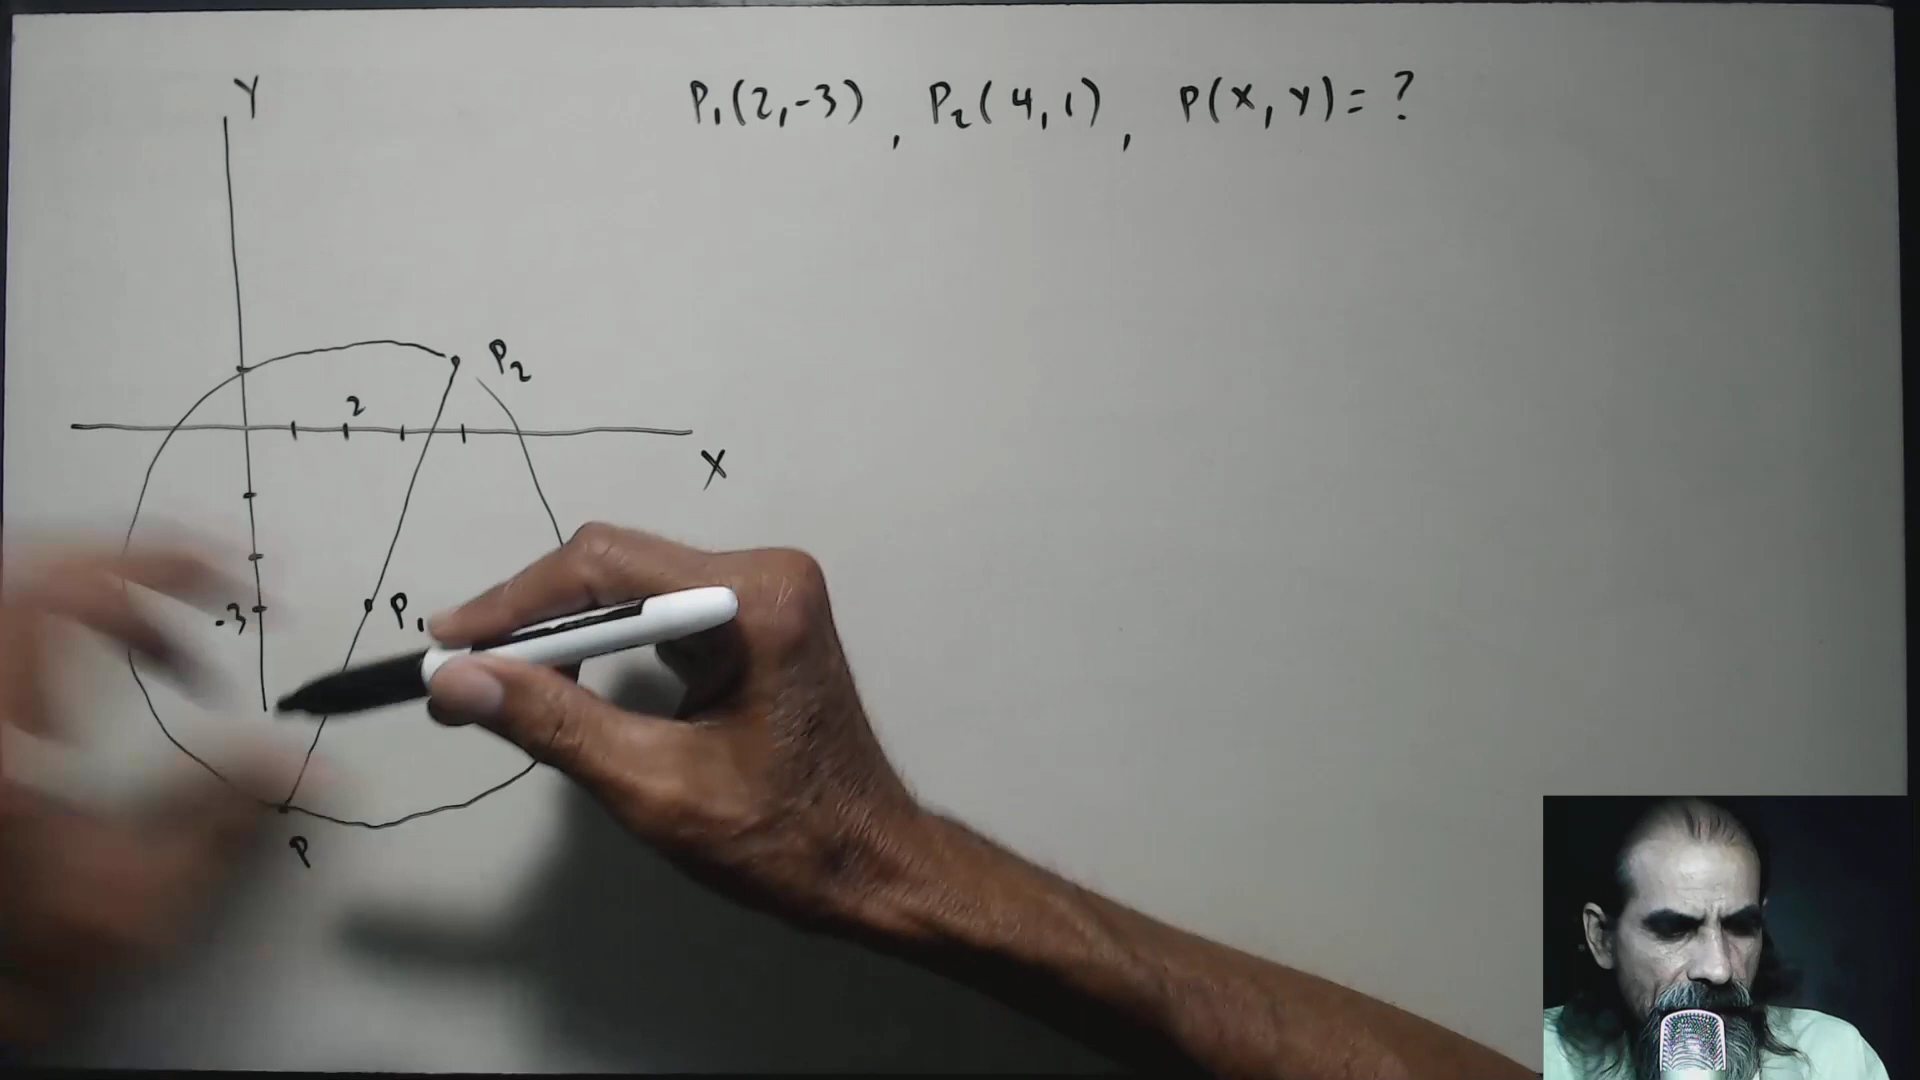 Y
P₁(2,-3) , P₂(4,1) , P(X,Y)= ?
P₂
2
X
-3
P₁
P